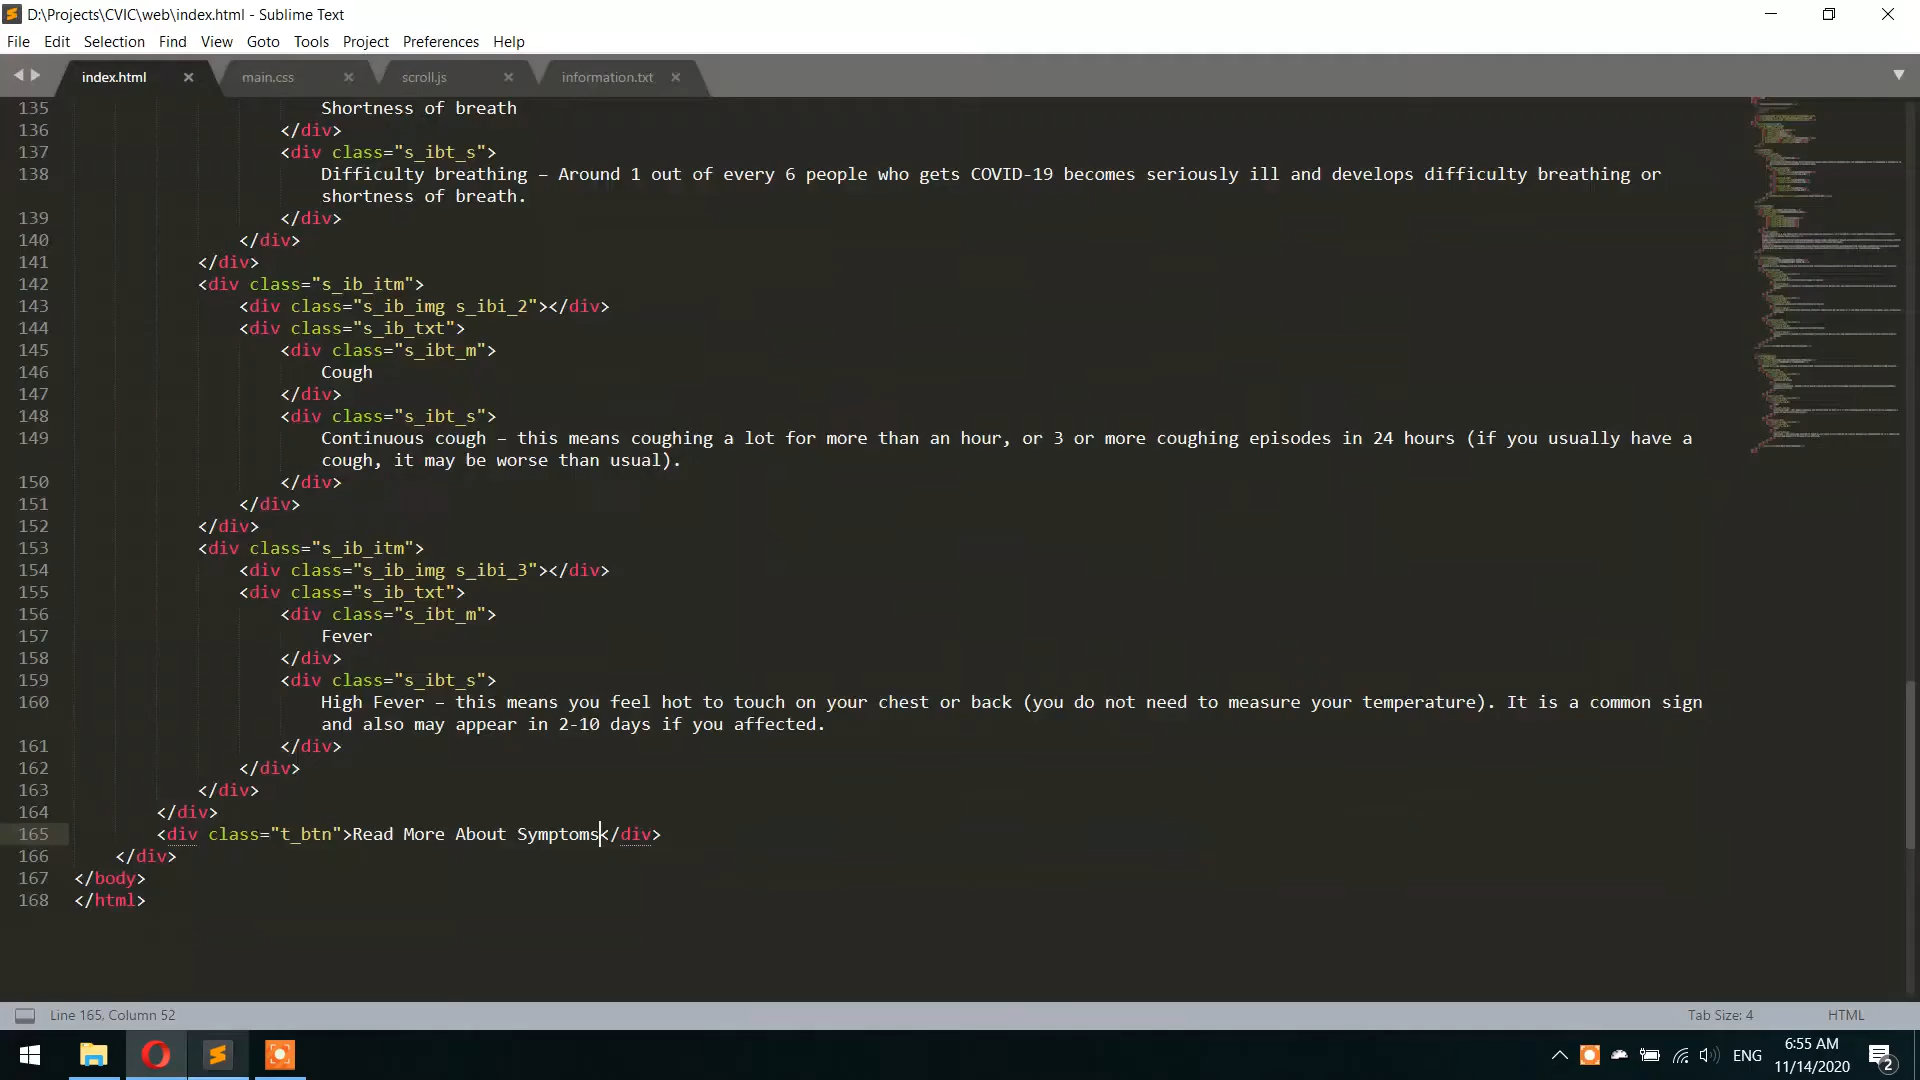 D:\Projects\CVIC\web\index.html - Sublime Text
File Edit Selection Find View Goto Tools Project Preferences Help
index.html main.css scroll.js information.txt
135 Shortness of breath
136 </div>
137 <div class="s_ibt_s">
138 Difficulty breathing – Around 1 out of every 6 people who gets COVID-19 becomes seriously ill and develops difficulty breathing or
shortness of breath.
139 </div>
140 </div>
141 </div>
142 <div class="s_ib_itm">
143 <div class="s_ib_img s_ibi_2"></div>
144 <div class="s_ib_txt">
145 <div class="s_ibt_m">
146 Cough
147 </div>
148 <div class="s_ibt_s">
149 Continuous cough – this means coughing a lot for more than an hour, or 3 or more coughing episodes in 24 hours (if you usually have a
cough, it may be worse than usual).
150 </div>
151 </div>
152 </div>
153 <div class="s_ib_itm">
154 <div class="s_ib_img s_ibi_3"></div>
155 <div class="s_ib_txt">
156 <div class="s_ibt_m">
157 Fever
158 </div>
159 <div class="s_ibt_s">
160 High Fever – this means you feel hot to touch on your chest or back (you do not need to measure your temperature). It is a common sign
and also may appear in 2-10 days if you affected.
161 </div>
162 </div>
163 </div>
164 </div>
165 <div class="t_btn">Read More About Symptoms</div>
166 </div>
167 </body>
168 </html>
Line 165, Column 52 Tab Size: 4 HTML
ENG 6:55 AM
11/14/2020 2